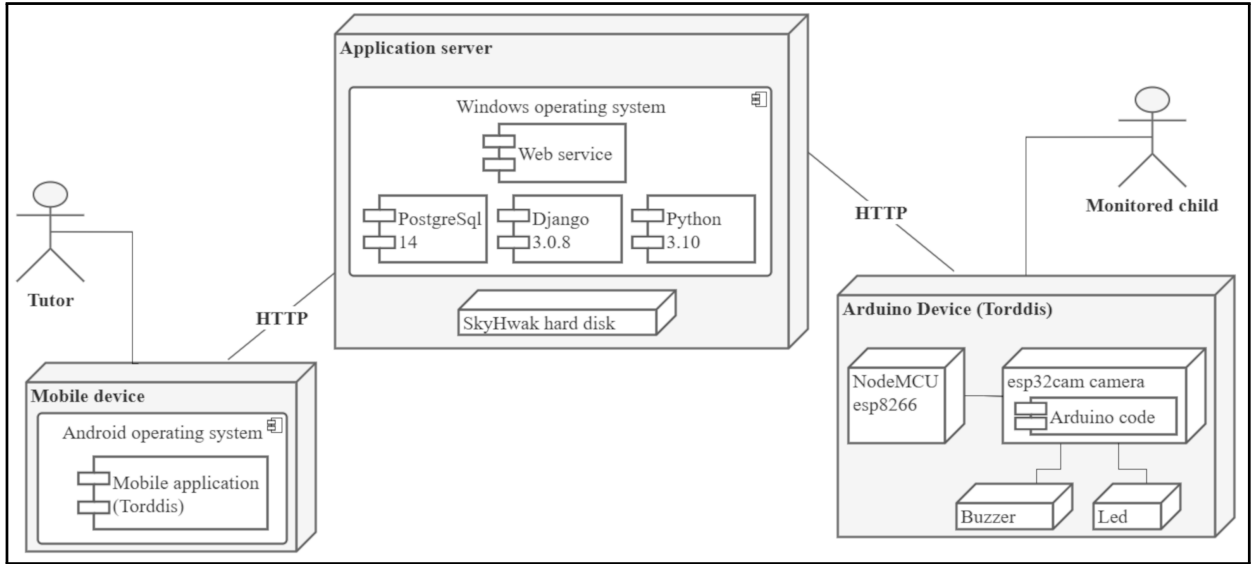 Application server
Windows operating system
Web service
PostgreSql
14
Django
3.0.8
Python
3.10
SkyHwak hard disk
HTTP
HTTP
Tutor
Monitored child
Mobile device
Android operating system
Mobile application
(Torddis)
Arduino Device (Torddis)
NodeMCU
esp8266
esp32cam camera
Arduino code
Buzzer
Led